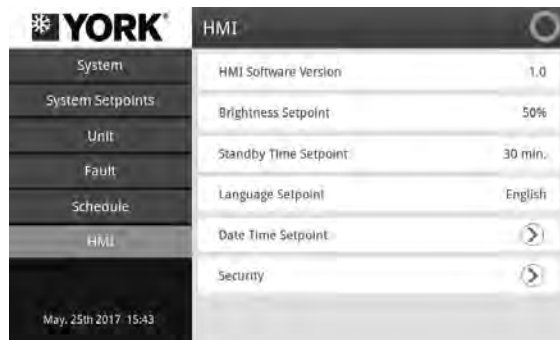 YORK
System
System Setpoints
Unit
Fault
Schedule
HMI
May. 25th 2017 15:43
HMI
HMI Software Version 1.0
Brightness Setpoint 50%
Standby Time Setpoint 30 min.
Language Setpoint English
Date Time Setpoint
Security